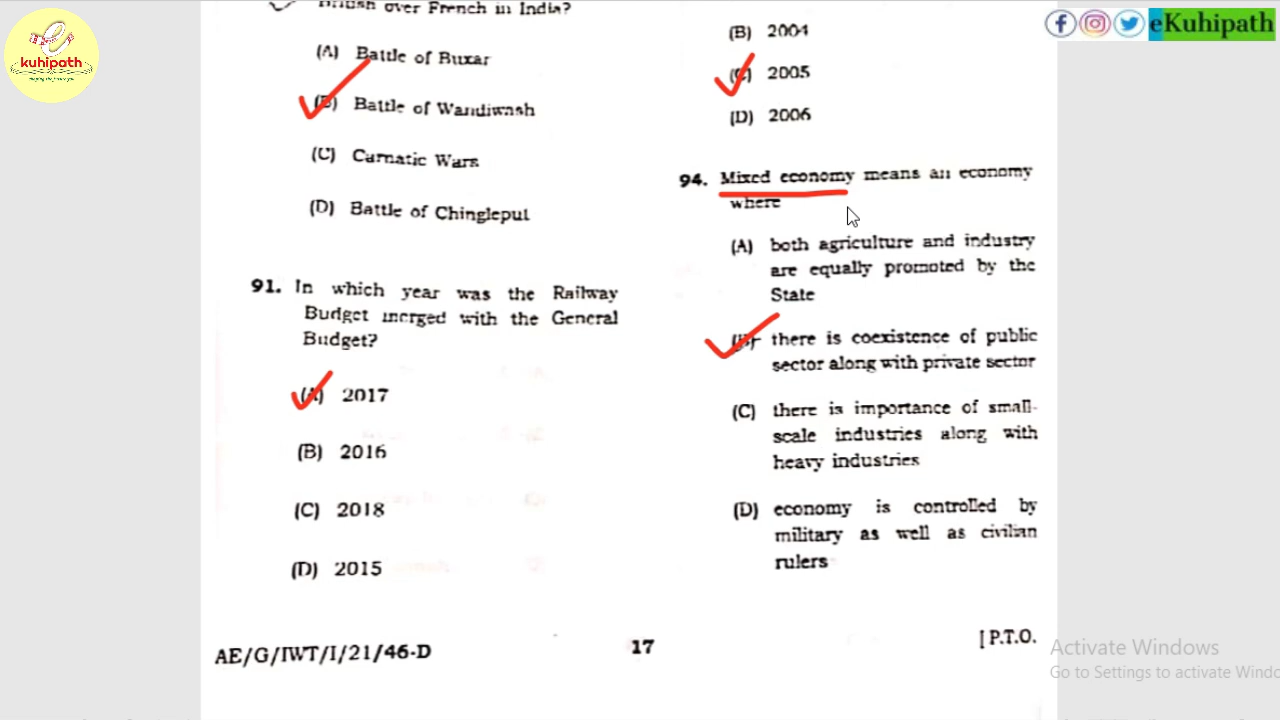 kuhipath
British over French in India?
(A) Battle of Buxar
(B) Battle of Wandiwash
(C) Carnatic Wars
(D) Battle of Chingleput
91. In which year was the Railway
Budget merged with the General
Budget?
(A) 2017
(B) 2016
(C) 2018
(D) 2015
AE/G/IWT/I/21/46-D
17
(B) 2004
(C) 2005
(D) 2006
94. Mixed economy means an economy
where
(A) both agriculture and industry
are equally promoted by the
State
(B) there is coexistence of public
sector along with private sector
(C) there is importance of small-
scale industries along with
heavy industries
(D) economy is controlled by
military as well as civilian
rulers
[ P.T.O.
eKuhipath
Activate Windows
Go to Settings to activate Windo